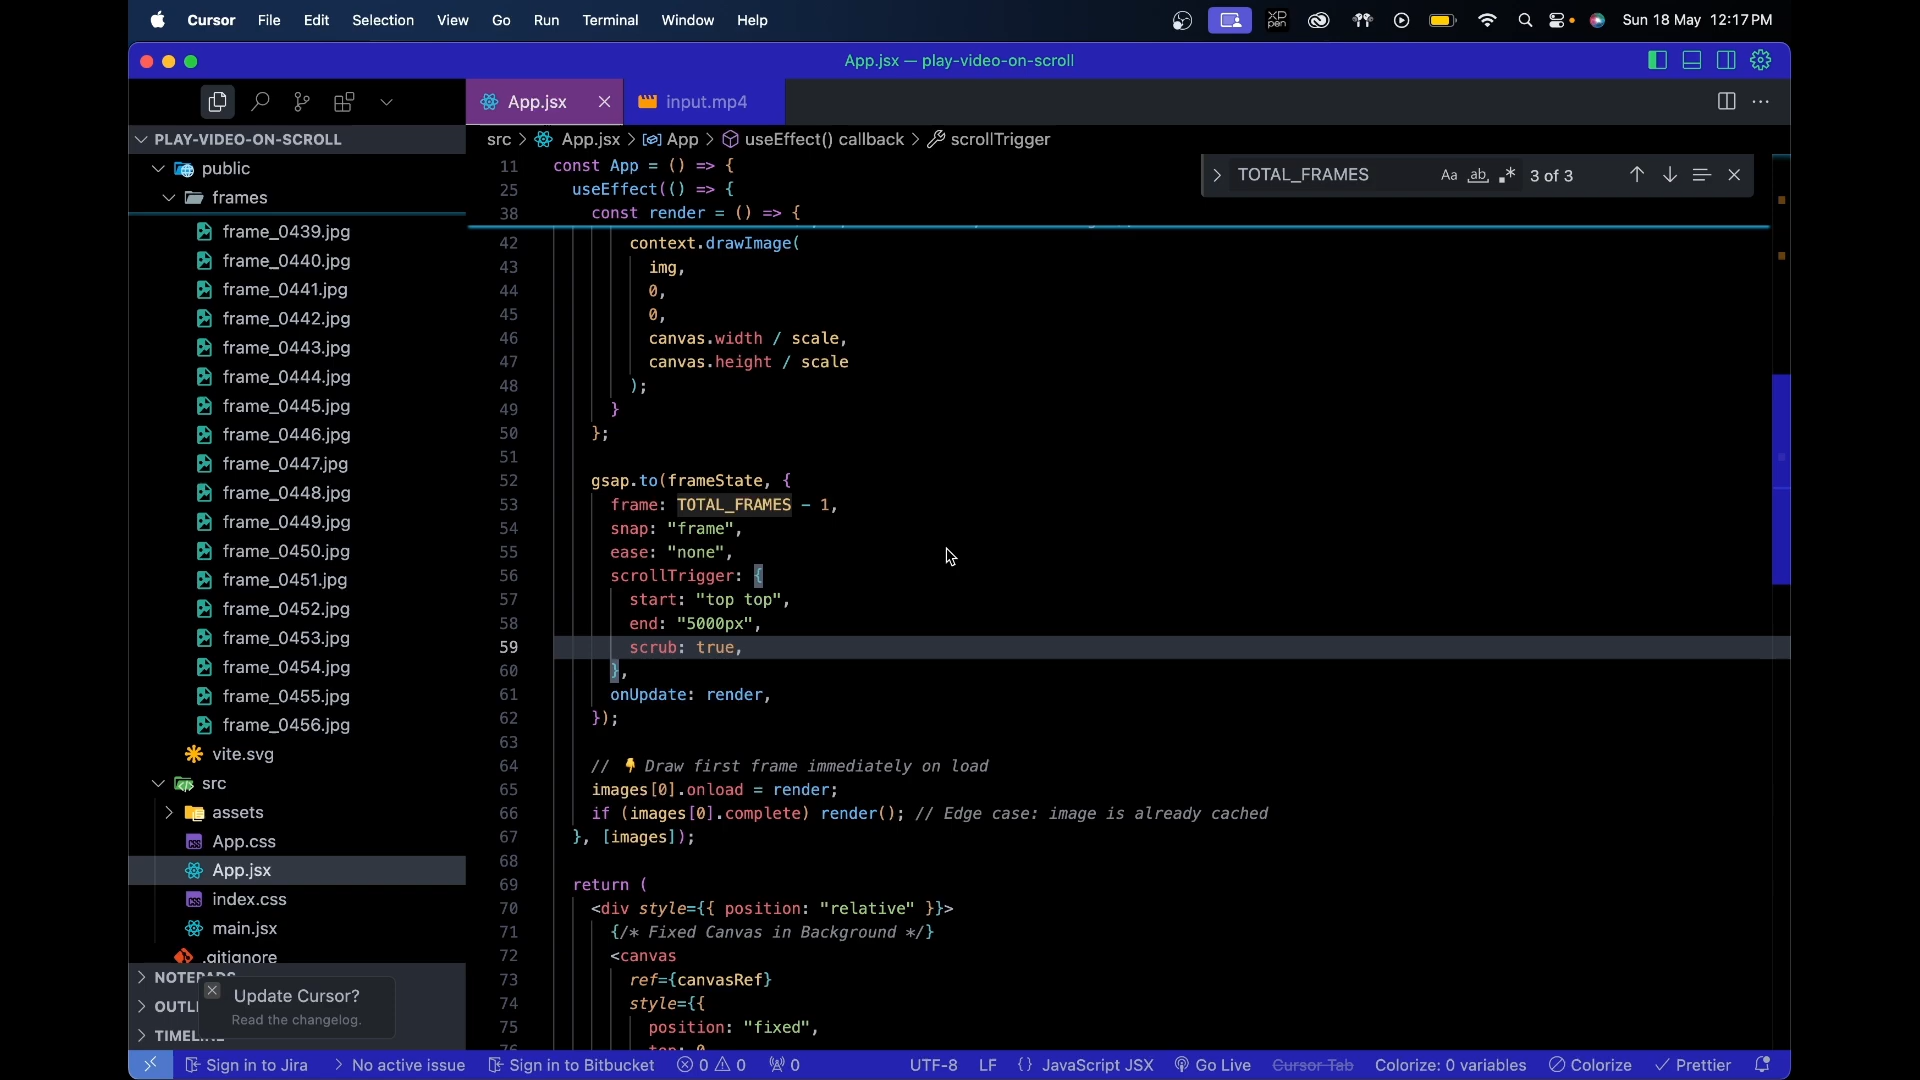 Cursor File Edit Selection View Go Run Terminal Window Help
XD pen
Sun 18 May 12:17 PM
App.jsx — play-video-on-scroll
App.jsx
input.mp4
PLAY-VIDEO-ON-SCROLL
public
frames
frame_0439.jpg
frame_0440.jpg
frame_0441.jpg
frame_0442.jpg
frame_0443.jpg
frame_0444.jpg
frame_0445.jpg
frame_0446.jpg
frame_0447.jpg
frame_0448.jpg
frame_0449.jpg
frame_0450.jpg
frame_0451.jpg
frame_0452.jpg
frame_0453.jpg
frame_0454.jpg
frame_0455.jpg
frame_0456.jpg
vite.svg
src
assets
App.css
App.jsx
index.css
main.jsx
.gitignore
NOTEPADS
OUTLI
TIMELINE
Update Cursor?
Read the changelog.
src > App.jsx > App > useEffect() callback > scrollTrigger
TOTAL_FRAMES Aa ab 3 of 3
11 const App = () => {
25 useEffect(() => {
38 const render = () => {
42 context.drawImage(
43 img,
44 0,
45 0,
46 canvas.width / scale,
47 canvas.height / scale
48 );
49 }
50 };
51
52 gsap.to(frameState, {
53 frame: TOTAL_FRAMES - 1,
54 snap: "frame",
55 ease: "none",
56 scrollTrigger: {
57 start: "top top",
58 end: "5000px",
59 scrub: true,
60 },
61 onUpdate: render,
62 });
63
64 // 👇 Draw first frame immediately on load
65 images[0].onload = render;
66 if (images[0].complete) render(); // Edge case: image is already cached
67 }, [images]);
68
69 return (
70 <div style={{ position: "relative" }}>
71 {/* Fixed Canvas in Background */}
72 <canvas
73 ref={canvasRef}
74 style={{
75 position: "fixed",
76 top: 0
Sign in to Jira No active issue Sign in to Bitbucket 0 0 0 UTF-8 LF {} JavaScript JSX Go Live Cursor Tab Colorize: 0 variables Colorize Prettier